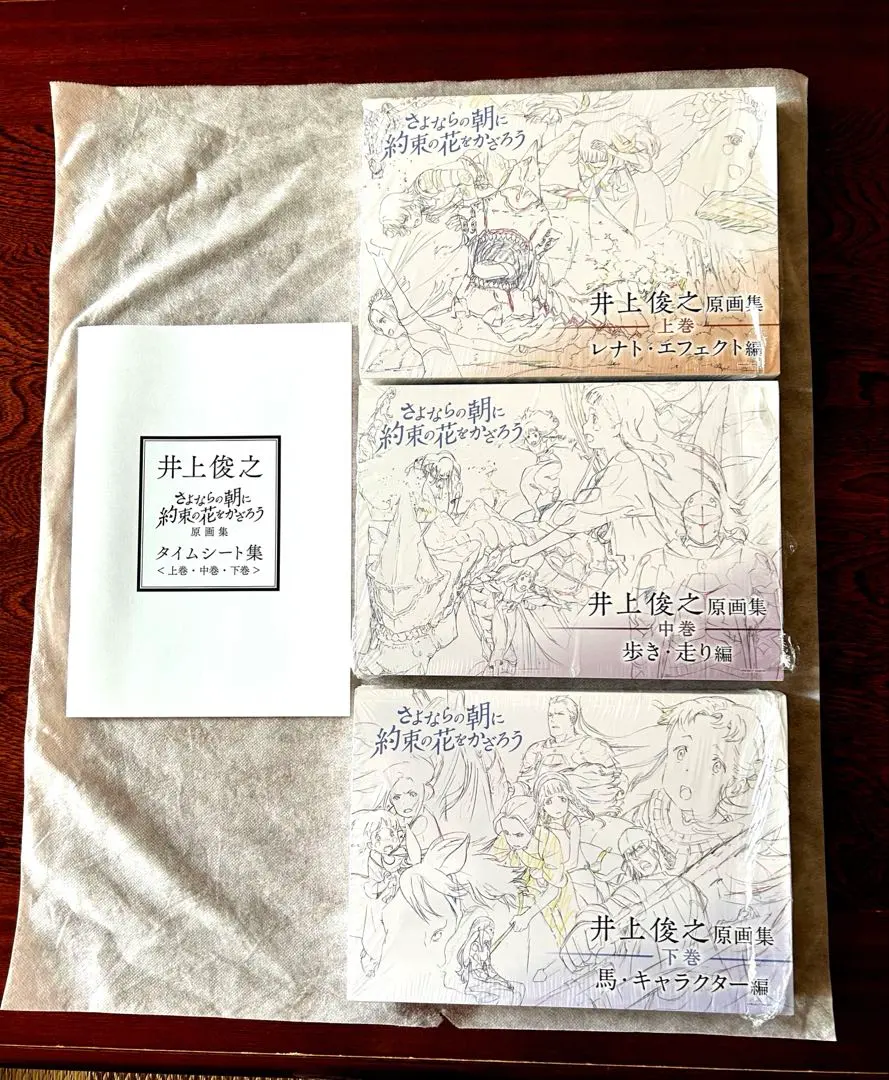 さよならの朝に
約束の花をかざろう
井上俊之原画集
上巻
レナト・エフェクト編
井上俊之
さよならの朝に
約束の花をかざろう
原画集
タイムシート集
<上巻・中巻・下巻>
さよならの朝に
約束の花をかざろう
井上俊之原画集
中巻
歩き・走り編
さよならの朝に
約束の花をかざろう
井上俊之原画集
下巻
馬・キャラクター編